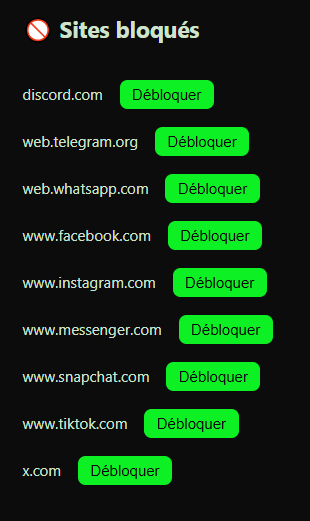 🚫 Sites bloqués
discord.com Débloquer
web.telegram.org Débloquer
web.whatsapp.com Débloquer
www.facebook.com Débloquer
www.instagram.com Débloquer
www.messenger.com Débloquer
www.snapchat.com Débloquer
www.tiktok.com Débloquer
x.com Débloquer